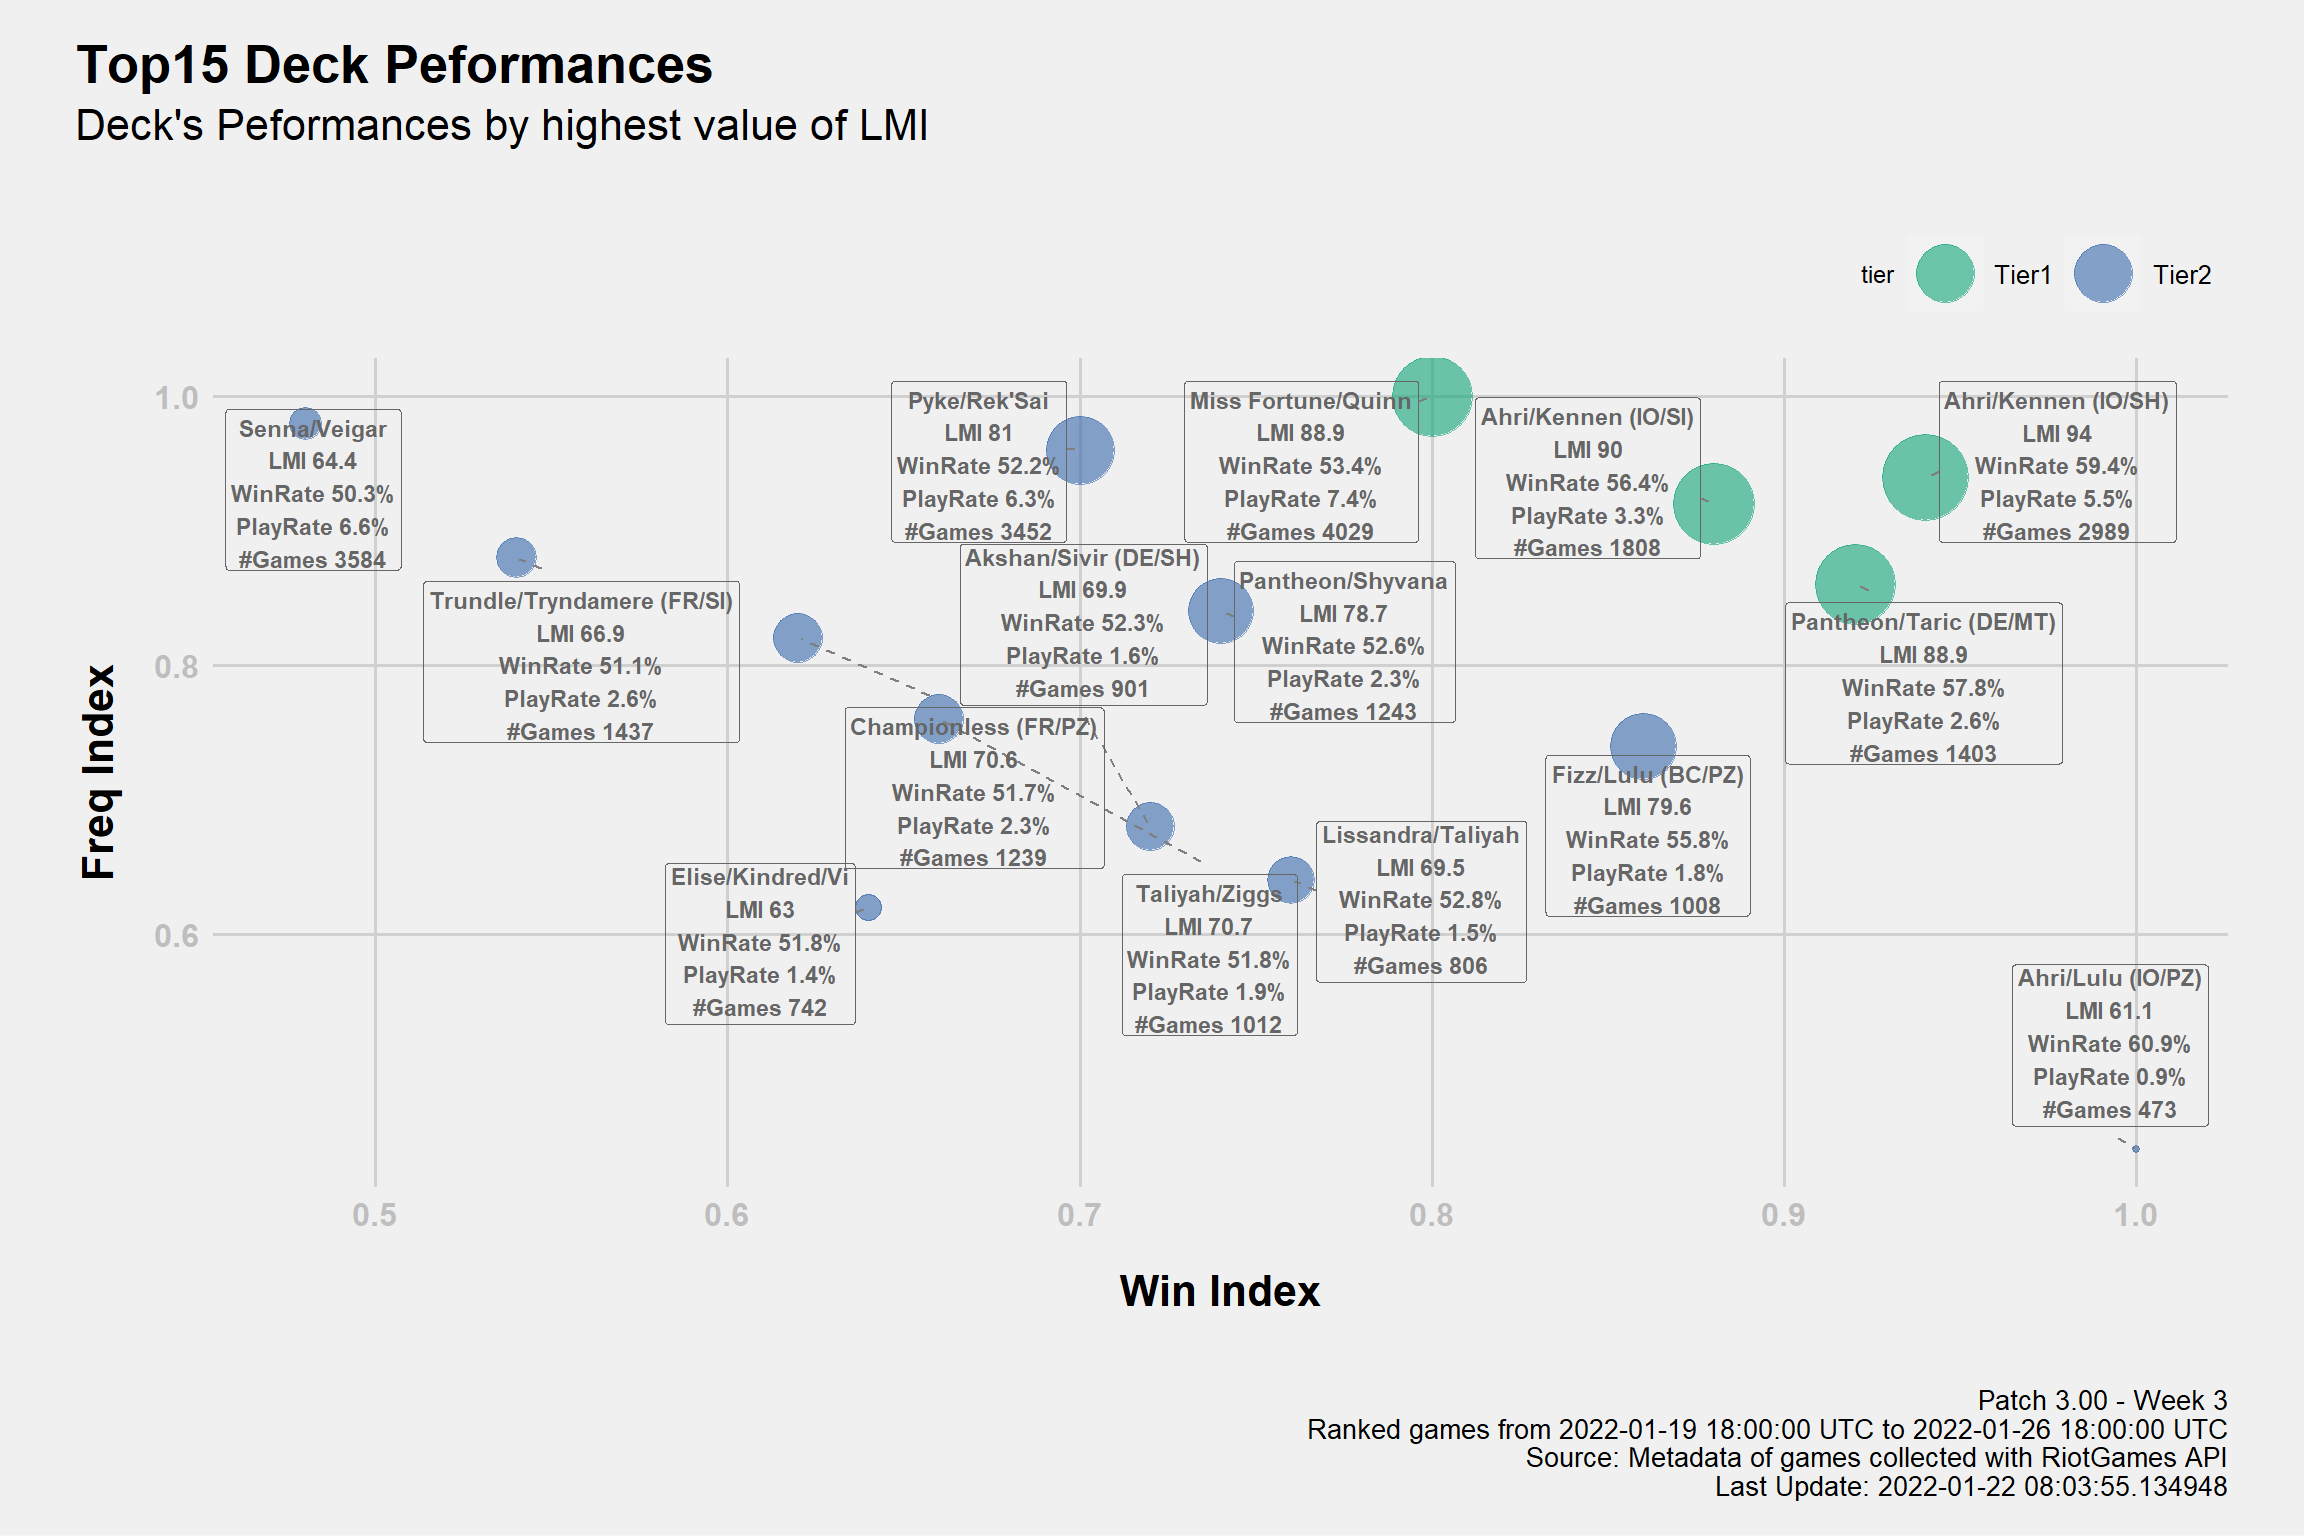 Top15 Deck Peformances
Deck's Peformances by highest value of LMI
tier
Tier1
Tier2
Freq Index
1.0
0.8
0.6
Senna/Veigar
LMI 64.4
WinRate 50.3%
PlayRate 6.6%
#Games 3584
Trundle/Tryndamere (FR/SI)
LMI 66.9
WinRate 51.1%
PlayRate 2.6%
#Games 1437
Pyke/Rek'Sai
LMI 81
WinRate 52.2%
PlayRate 6.3%
#Games 3452
Miss Fortune/Quinn
LMI 88.9
WinRate 53.4%
PlayRate 7.4%
#Games 4029
Ahri/Kennen (IO/SI)
LMI 90
WinRate 56.4%
PlayRate 3.3%
#Games 1808
Ahri/Kennen (IO/SH)
LMI 94
WinRate 59.4%
PlayRate 5.5%
#Games 2989
Akshan/Sivir (DE/SH)
LMI 69.9
WinRate 52.3%
PlayRate 1.6%
#Games 901
Pantheon/Shyvana
LMI 78.7
WinRate 52.6%
PlayRate 2.3%
#Games 1243
Pantheon/Taric (DE/MT)
LMI 88.9
WinRate 57.8%
PlayRate 2.6%
#Games 1403
Championless (FR/PZ)
LMI 70.6
WinRate 51.7%
PlayRate 2.3%
#Games 1239
Fizz/Lulu (BC/PZ)
LMI 79.6
WinRate 55.8%
PlayRate 1.8%
#Games 1008
Elise/Kindred/Vi
LMI 63
WinRate 51.8%
PlayRate 1.4%
#Games 742
Taliyah/Ziggs
LMI 70.7
WinRate 51.8%
PlayRate 1.9%
#Games 1012
Lissandra/Taliyah
LMI 69.5
WinRate 52.8%
PlayRate 1.5%
#Games 806
Ahri/Lulu (IO/PZ)
LMI 61.1
WinRate 60.9%
PlayRate 0.9%
#Games 473
0.5
0.6
0.7
0.8
0.9
1.0
Win Index
Patch 3.00 - Week 3
Ranked games from 2022-01-19 18:00:00 UTC to 2022-01-26 18:00:00 UTC
Source: Metadata of games collected with RiotGames API
Last Update: 2022-01-22 08:03:55.134948